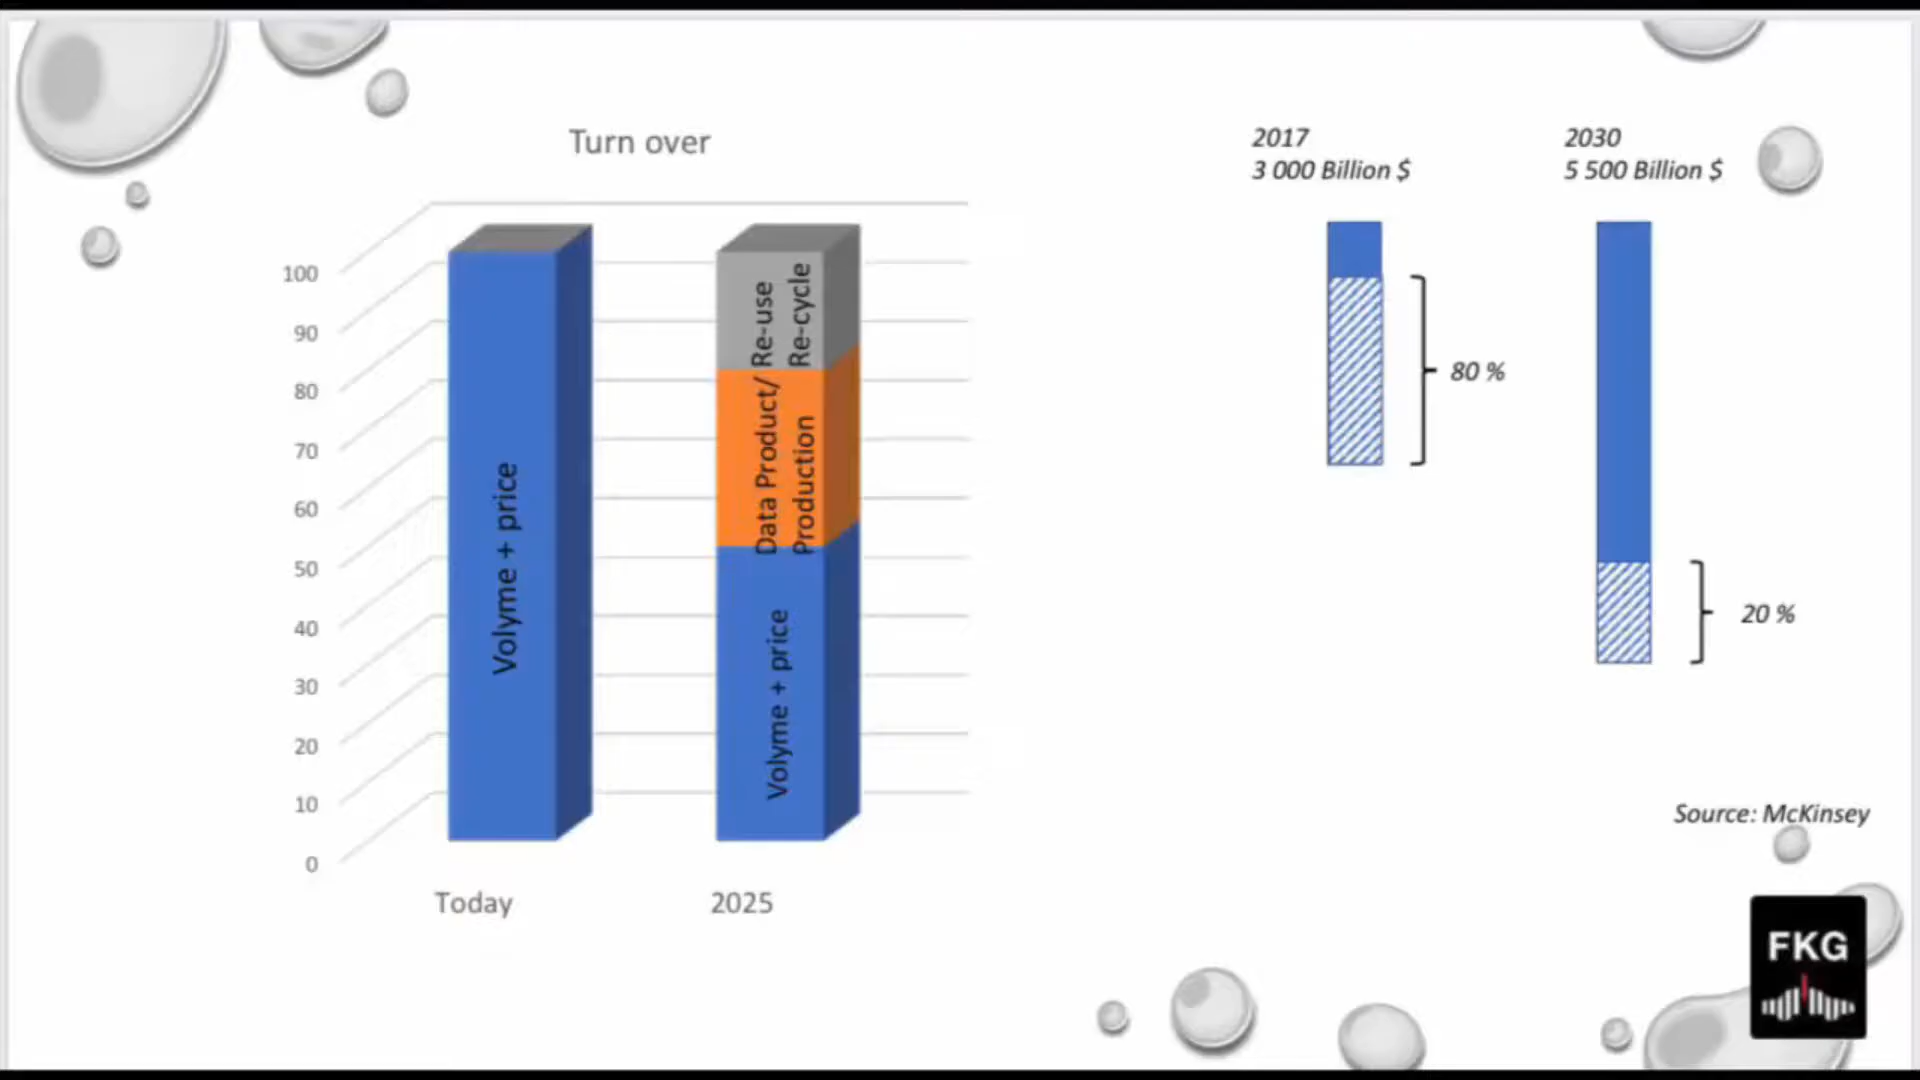 Turn over
100
90
80
70
60
50
40
30
20
10
0
Volyme + price
Volyme + price
Data Product/
Production
Re-use
Re-cycle
Today
2025
2017
3 000 Billion $
80 %
2030
5 500 Billion $
20 %
Source: McKinsey
FKG